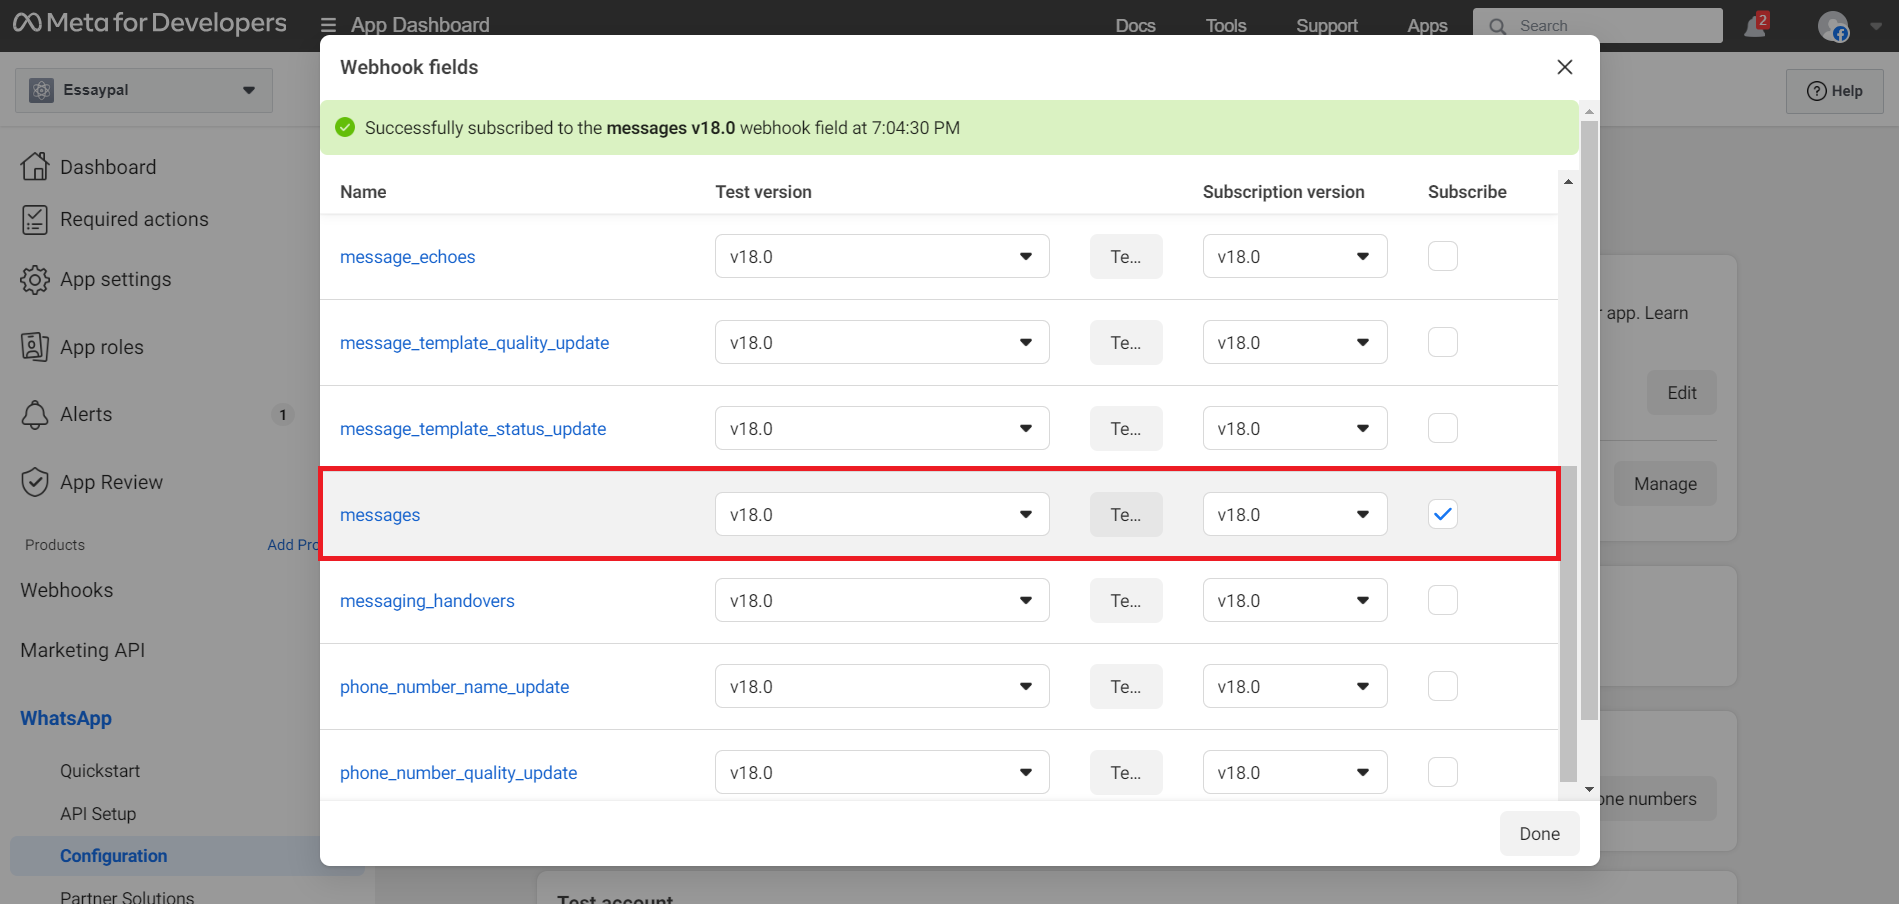 Meta for Developers
App Dashboard
Docs
Tools
Support
Apps
Search
2
Essaypal
Help
Dashboard
Required actions
App settings
App roles
Alerts
1
App Review
Products
Add Pro
Webhooks
Marketing API
WhatsApp
Quickstart
API Setup
Configuration
Partner Solutions
Webhook fields
Successfully subscribed to the messages v18.0 webhook field at 7:04:30 PM
Name Test version Subscription version Subscribe
message_echoes v18.0 Te... v18.0
message_template_quality_update v18.0 Te... v18.0
message_template_status_update v18.0 Te... v18.0
messages v18.0 Te... v18.0
messaging_handovers v18.0 Te... v18.0
phone_number_name_update v18.0 Te... v18.0
phone_number_quality_update v18.0 Te... v18.0
Done
app. Learn
Edit
Manage
one numbers
Test account